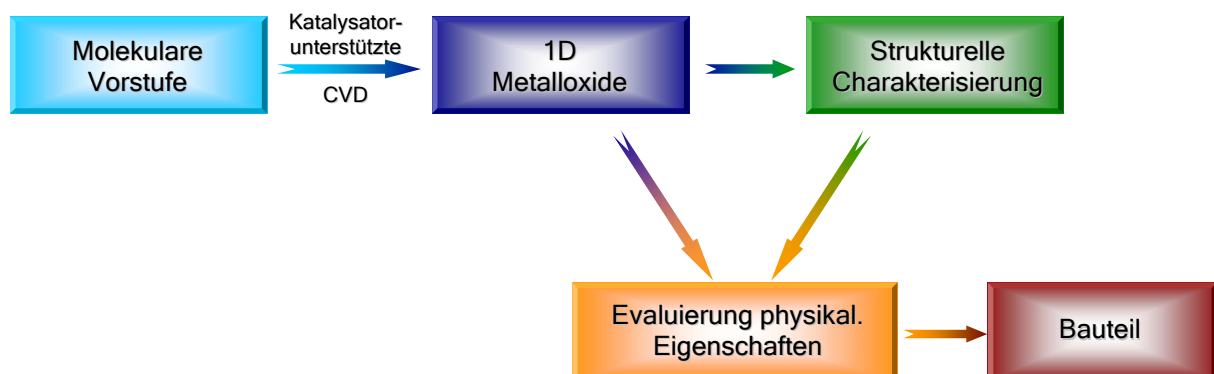 Molekulare
Vorstufe
Katalysator-
unterstützte
CVD
1D
Metalloxide
Strukturelle
Charakterisierung
Evaluierung physikal.
Eigenschaften
Bauteil